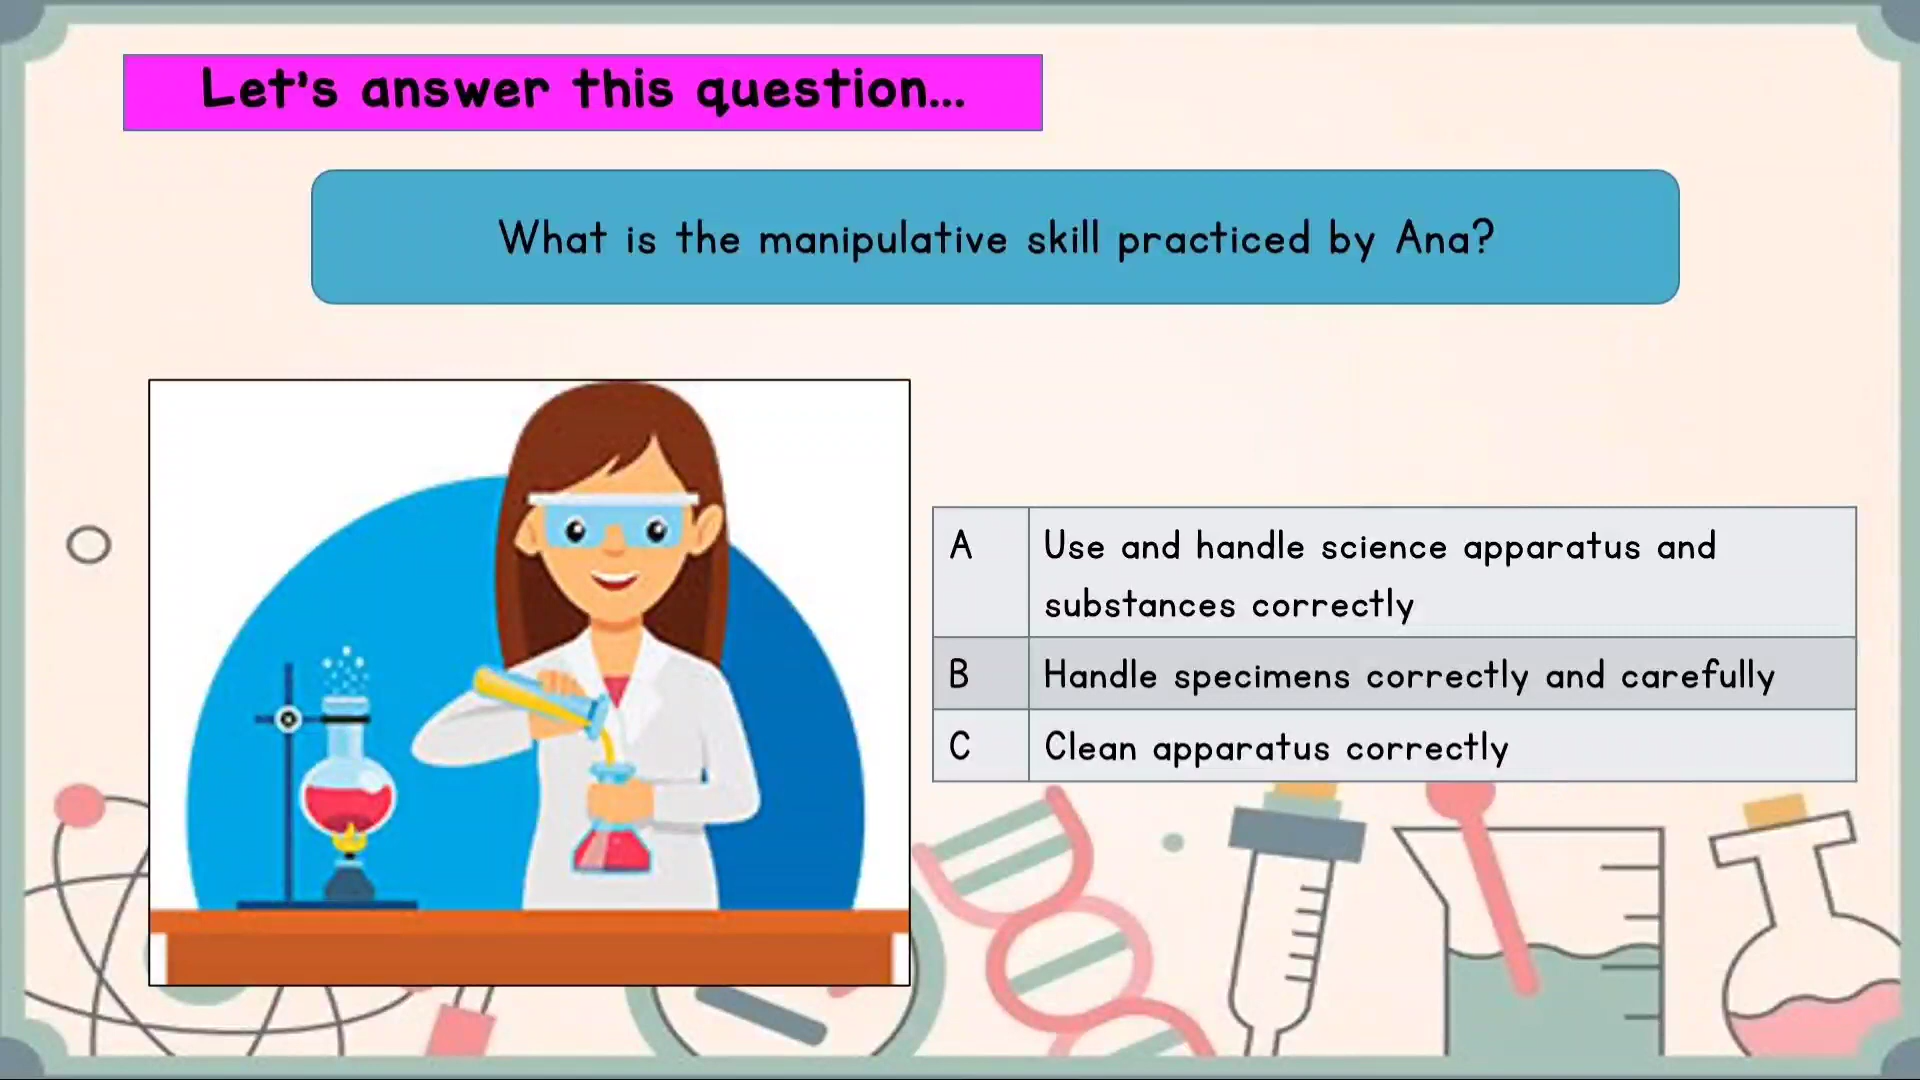 Let's answer this question...
What is the manipulative skill practiced by Ana?
A Use and handle science apparatus and
substances correctly
B Handle specimens correctly and carefully
C Clean apparatus correctly